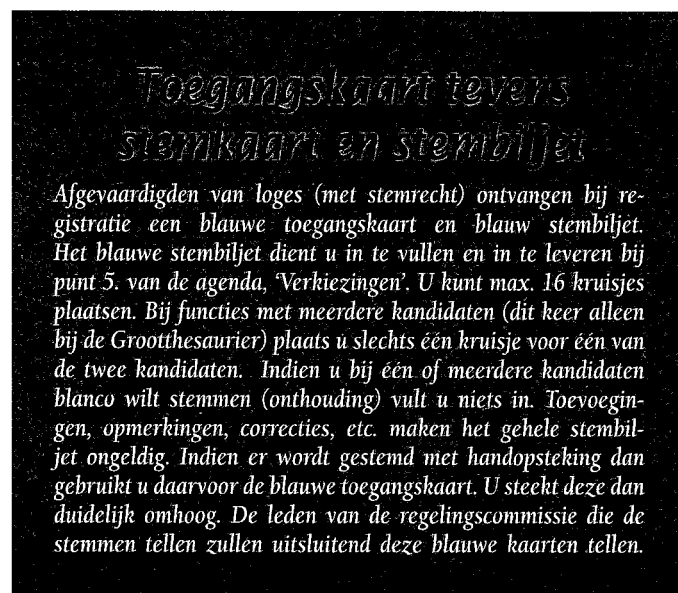 Toegangskaart tevens
stemkaart en stembiljet
Afgevaardigden van loges (met stemrecht) ontvangen bij re-
gistratie een blauwe toegangskaart en blauw stembiljet.
Het blauwe stembiljet dient u in te vullen en in te leveren bij
punt 5. van de agenda, ‘Verkiezingen’. U kunt max. 16 kruisjes
plaatsen. Bij functies met meerdere kandidaten (dit keer alleen
bij de Grootthesaurier) plaats u slechts één kruisje voor één van
de twee kandidaten. Indien u bij één of meerdere kandidaten
blanco wilt stemmen (onthouding) vult u niets in. Toevoegin-
gen, opmerkingen, correcties, etc. maken het gehele stembil-
jet ongeldig. Indien er wordt gestemd met handopsteking dan
gebruikt u daarvoor de blauwe toegangskaart. U steekt deze dan
duidelijk omhoog. De leden van de regelingscommissie die de
stemmen tellen zullen uitsluitend deze blauwe kaarten tellen.